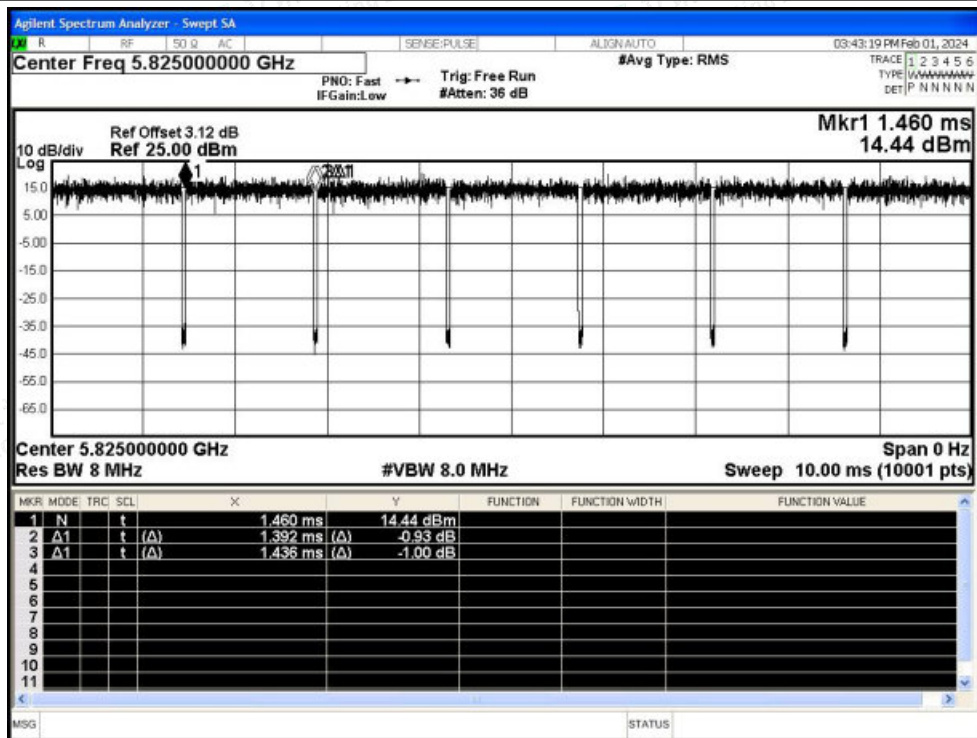 Agilent Spectrum Analyzer - Swept SA
LXI R RF 50 Ω AC SENSE:PULSE ALIGNAUTO 03:43:19 PM Feb 01, 2024
Center Freq 5.825000000 GHz #Avg Type: RMS TRACE 1 2 3 4 5 6
PNO: Fast Trig: Free Run TYPE WWWWWW
IFGain:Low #Atten: 36 dB DET P N N N N N
Mkr1 1.460 ms
Ref Offset 3.12 dB
10 dB/div Ref 25.00 dBm 14.44 dBm
Log
1
15.0
5.00
-5.00
-15.0
-25.0
-35.0
-45.0
-55.0
-65.0
Center 5.825000000 GHz Span 0 Hz
Res BW 8 MHz #VBW 8.0 MHz Sweep 10.00 ms (10001 pts)
MKR MODE TRC SCL X Y FUNCTION FUNCTION WIDTH FUNCTION VALUE
1 N t 1.460 ms 14.44 dBm
2 Δ1 t (Δ) 1.392 ms (Δ) -0.93 dB
3 Δ1 t (Δ) 1.436 ms (Δ) -1.00 dB
4
5
6
7
8
9
10
11
MSG STATUS